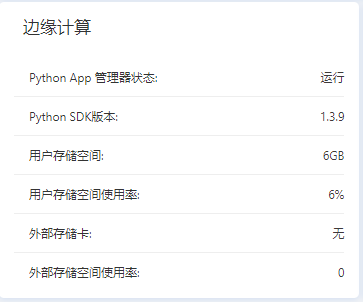 边缘计算
Python App 管理器状态: 运行
Python SDK版本: 1.3.9
用户存储空间: 6GB
用户存储空间使用率: 6%
外部存储卡: 无
外部存储空间使用率: 0